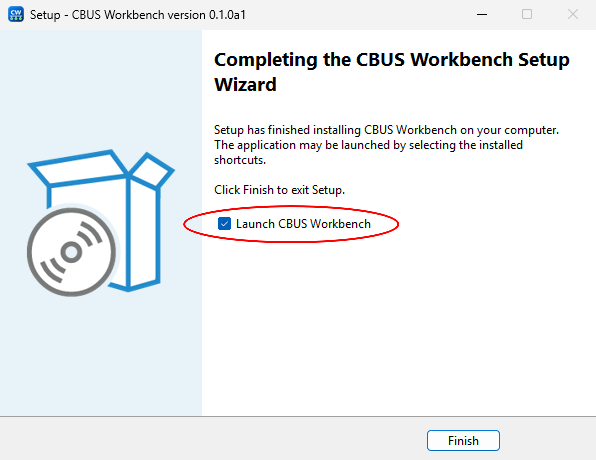 CW
Setup - CBUS Workbench version 0.1.0a1
Completing the CBUS Workbench Setup
Wizard
Setup has finished installing CBUS Workbench on your computer.
The application may be launched by selecting the installed
shortcuts.
Click Finish to exit Setup.
Launch CBUS Workbench
Finish